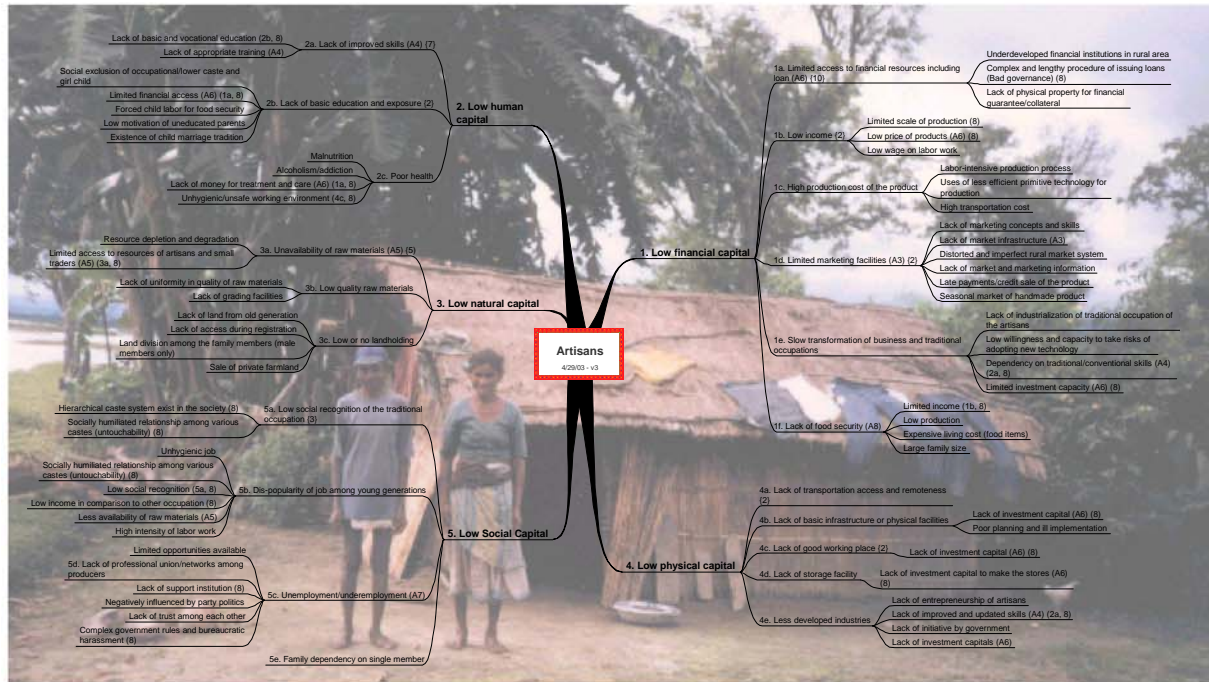 Artisans
4/29/03 - v3
1. Low financial capital
1a. Limited access to financial resources including
loan (A6) {10}
Underdeveloped financial institutions in rural area
Complex and lengthy procedure of issuing loans
(Bad governance) (8)
Lack of physical property for financial
guarantee/collateral
1b. Low income {2}
Limited scale of production (8)
Low price of products (A6) (8)
Low wage on labor work
1c. High production cost of the product
Labor-intensive production process
Uses of less efficient primitive technology for
production
High transportation cost
1d. Limited marketing facilities (A3) {2}
Lack of marketing concepts and skills
Lack of market infrastructure (A3)
Distorted and imperfect rural market system
Lack of market and marketing information
Late payments/credit sale of the product
Seasonal market of handmade product
1e. Slow transformation of business and traditional
occupations
Lack of industrialization of traditional occupation of
the artisans
Low willingness and capacity to take risks of
adopting new technology
Dependency on traditional/conventional skills (A4)
(2a, 8)
Limited investment capacity (A6) (8)
1f. Lack of food security (A8)
Limited income (1b, 8)
Low production
Expensive living cost (food items)
Large family size
2. Low human
capital
2a. Lack of improved skills (A4) {7}
Lack of basic and vocational education (2b, 8)
Lack of appropriate training (A4)
2b. Lack of basic education and exposure {2}
Social exclusion of occupational/lower caste and
girl child
Limited financial access (A6) (1a, 8)
Forced child labor for food security
Low motivation of uneducated parents
Existence of child marriage tradition
2c. Poor health
Malnutrition
Alcoholism/addiction
Lack of money for treatment and care (A6) (1a, 8)
Unhygienic/unsafe working environment (4c, 8)
3. Low natural capital
3a. Unavailability of raw materials (A5) {5}
Resource depletion and degradation
Limited access to resources of artisans and small
traders (A5) (3a, 8)
3b. Low quality raw materials
Lack of uniformity in quality of raw materials
Lack of grading facilities
3c. Low or no landholding
Lack of land from old generation
Lack of access during registration
Land division among the family members (male
members only)
Sale of private farmland
4. Low physical capital
4a. Lack of transportation access and remoteness
{2}
4b. Lack of basic infrastructure or physical facilities
Lack of investment capital (A6) (8)
Poor planning and ill implementation
4c. Lack of good working place {2}
Lack of investment capital (A6) (8)
4d. Lack of storage facility
Lack of investment capital to make the stores (A6)
(8)
4e. Less developed industries
Lack of entrepreneurship of artisans
Lack of improved and updated skills (A4) (2a, 8)
Lack of initiative by government
Lack of investment capitals (A6)
5. Low Social Capital
5a. Low social recognition of the traditional
occupation {3}
Hierarchical caste system exist in the society (8)
Socially humiliated relationship among various
castes (untouchability) (8)
5b. Dis-popularity of job among young generations
Unhygienic job
Socially humiliated relationship among various
castes (untouchability) (8)
Low social recognition (5a, 8)
Low income in comparison to other occupation (8)
Less availability of raw materials (A5)
High intensity of labor work
5c. Unemployment/underemployment (A7)
Limited opportunities available
5d. Lack of professional union/networks among
producers
Lack of support institution (8)
Negatively influenced by party politics
Lack of trust among each other
Complex government rules and bureaucratic
harassment (8)
5e. Family dependency on single member